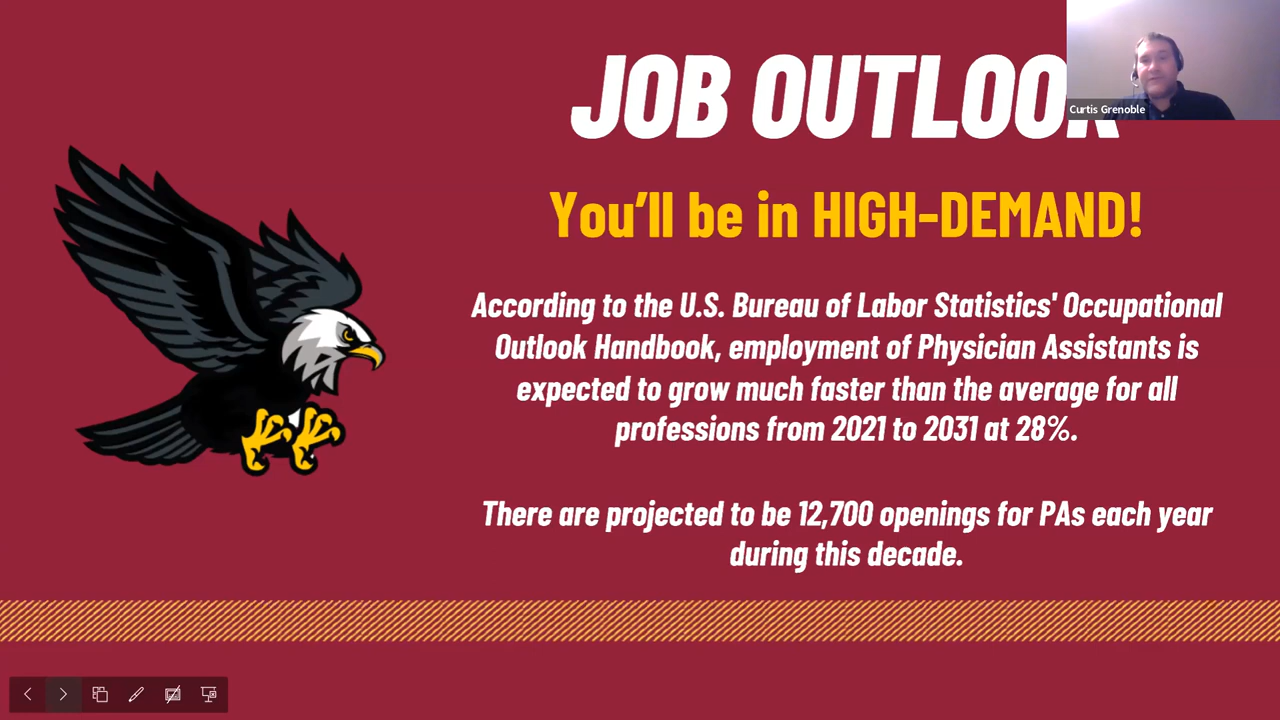 JOB OUTLOOK
Curtis Grenoble
You'll be in HIGH-DEMAND!
According to the U.S. Bureau of Labor Statistics' Occupational
Outlook Handbook, employment of Physician Assistants is
expected to grow much faster than the average for all
professions from 2021 to 2031 at 28%.
There are projected to be 12,700 openings for PAs each year
during this decade.